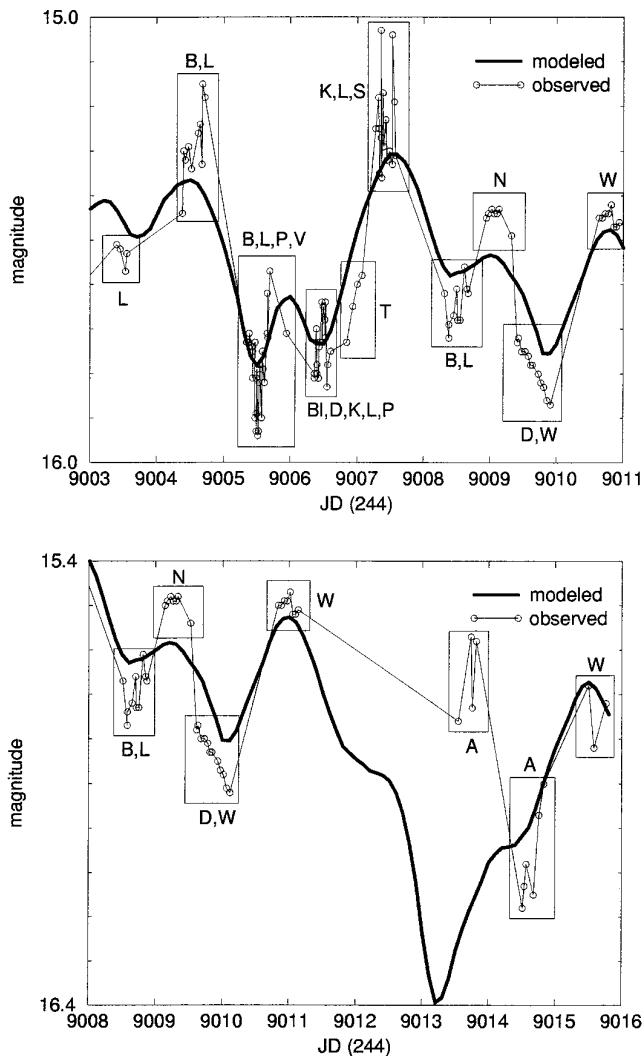 15.0
B,L
K,L,S
modeled
observed
magnitude
N
W
B,L,P,V
L
T
B,L
BI,D,K,L,P
D,W
16.0
9003 9004 9005 9006 9007 9008 9009 9010 9011
JD (244)
15.4
N
modeled
W
observed
W
magnitude
B,L
A
A
D,W
W
16.4
9008 9009 9010 9011 9012 9013 9014 9015 9016
JD (244)